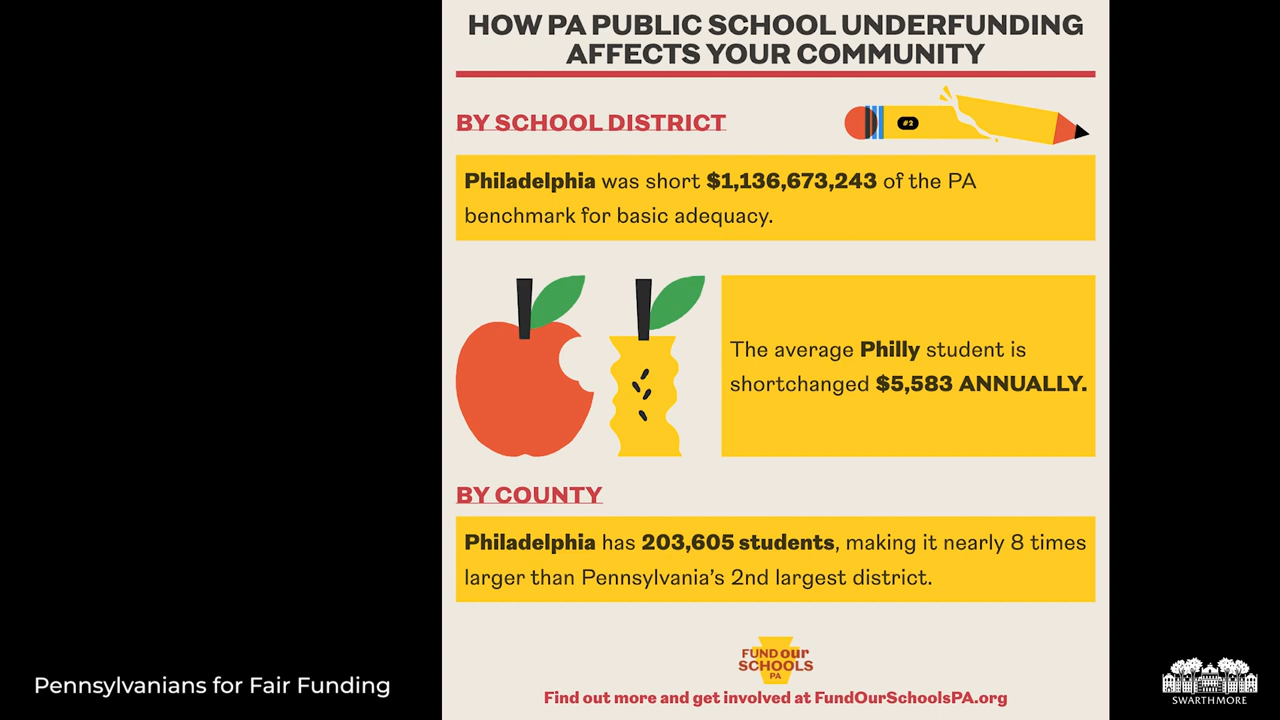 HOW PA PUBLIC SCHOOL UNDERFUNDING
AFFECTS YOUR COMMUNITY
BY SCHOOL DISTRICT
#2
Philadelphia was short $1,136,673,243 of the PA
benchmark for basic adequacy.
The average Philly student is
shortchanged $5,583 ANNUALLY.
BY COUNTY
Philadelphia has 203,605 students, making it nearly 8 times
larger than Pennsylvania's 2nd largest district.
FUND our
SCHOOLS
PA
Find out more and get involved at FundOurSchoolsPA.org
Pennsylvanians for Fair Funding
SWARTHMORE